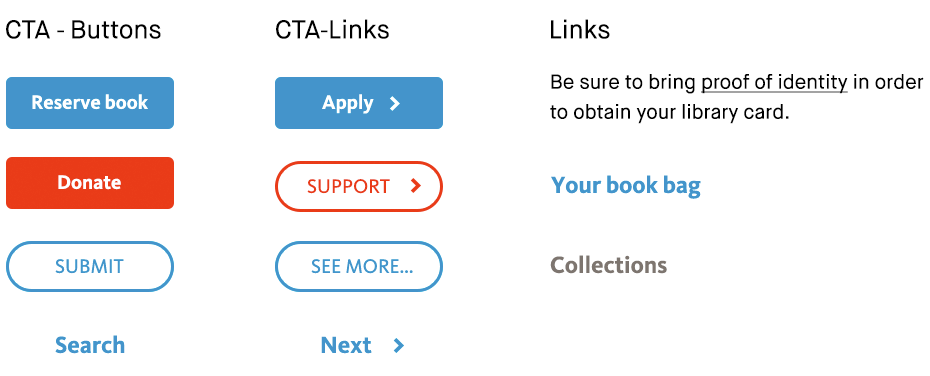 CTA - Buttons
Reserve book
Donate
SUBMIT
Search
CTA-Links
Apply
SUPPORT
SEE MORE...
Next
Links
Be sure to bring proof of identity in order
to obtain your library card.
Your book bag
Collections